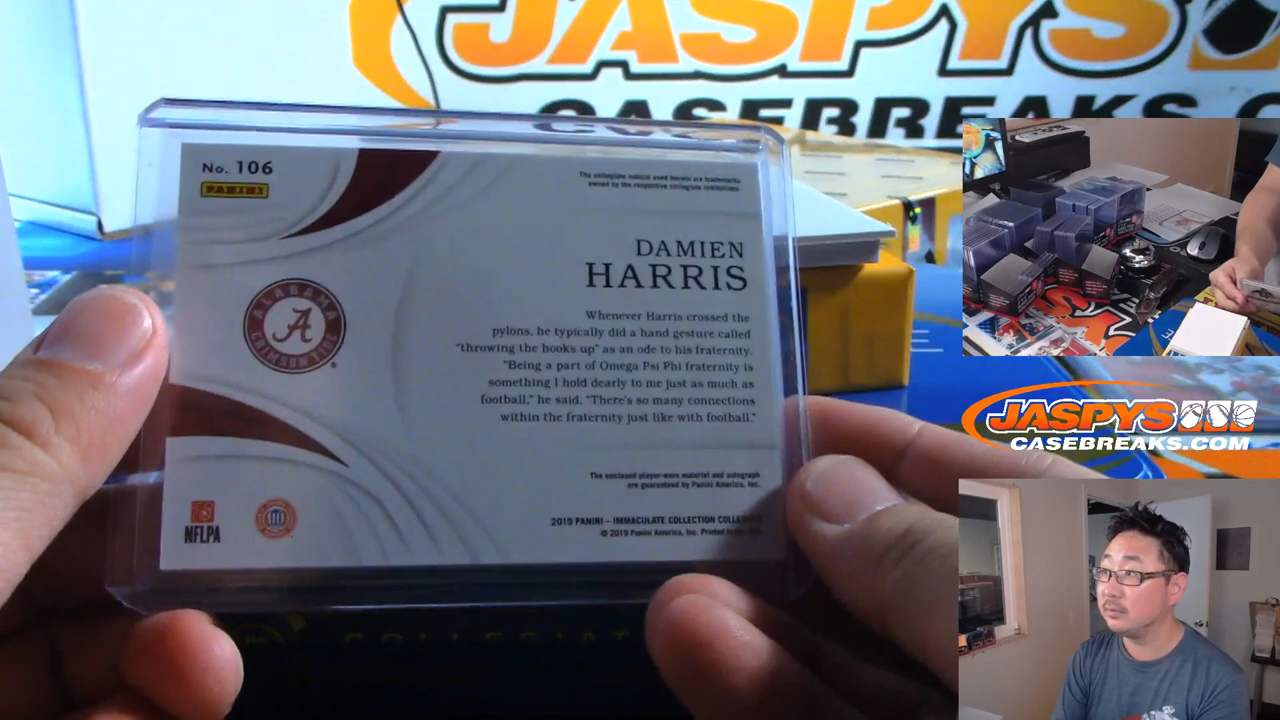 JASPYS
CASEBREAKS.C
No. 106
PANINI
The collegiate vehicle used herein are trademarks
owned by the respective collegiate institutions.
DAMIEN
HARRIS
ALABAMA
A
CRIMSON TIDE
Whenever Harris crossed the
pylons, he typically did a hand gesture called
"throwing the hooks up" as an ode to his fraternity.
"Being a part of Omega Psi Phi fraternity is
something I hold dearly to me just as much as
football," he said. "There's so many connections
within the fraternity just like with football."
The enclosed player-worn material and autograph
are guaranteed by Panini America, Inc.
NFLPA
2019 PANINI – IMMACULATE COLLECTION
© 2019 Panini America, Inc. Printed in
COLLEGIAT
JASPYS
CASEBREAKS.COM